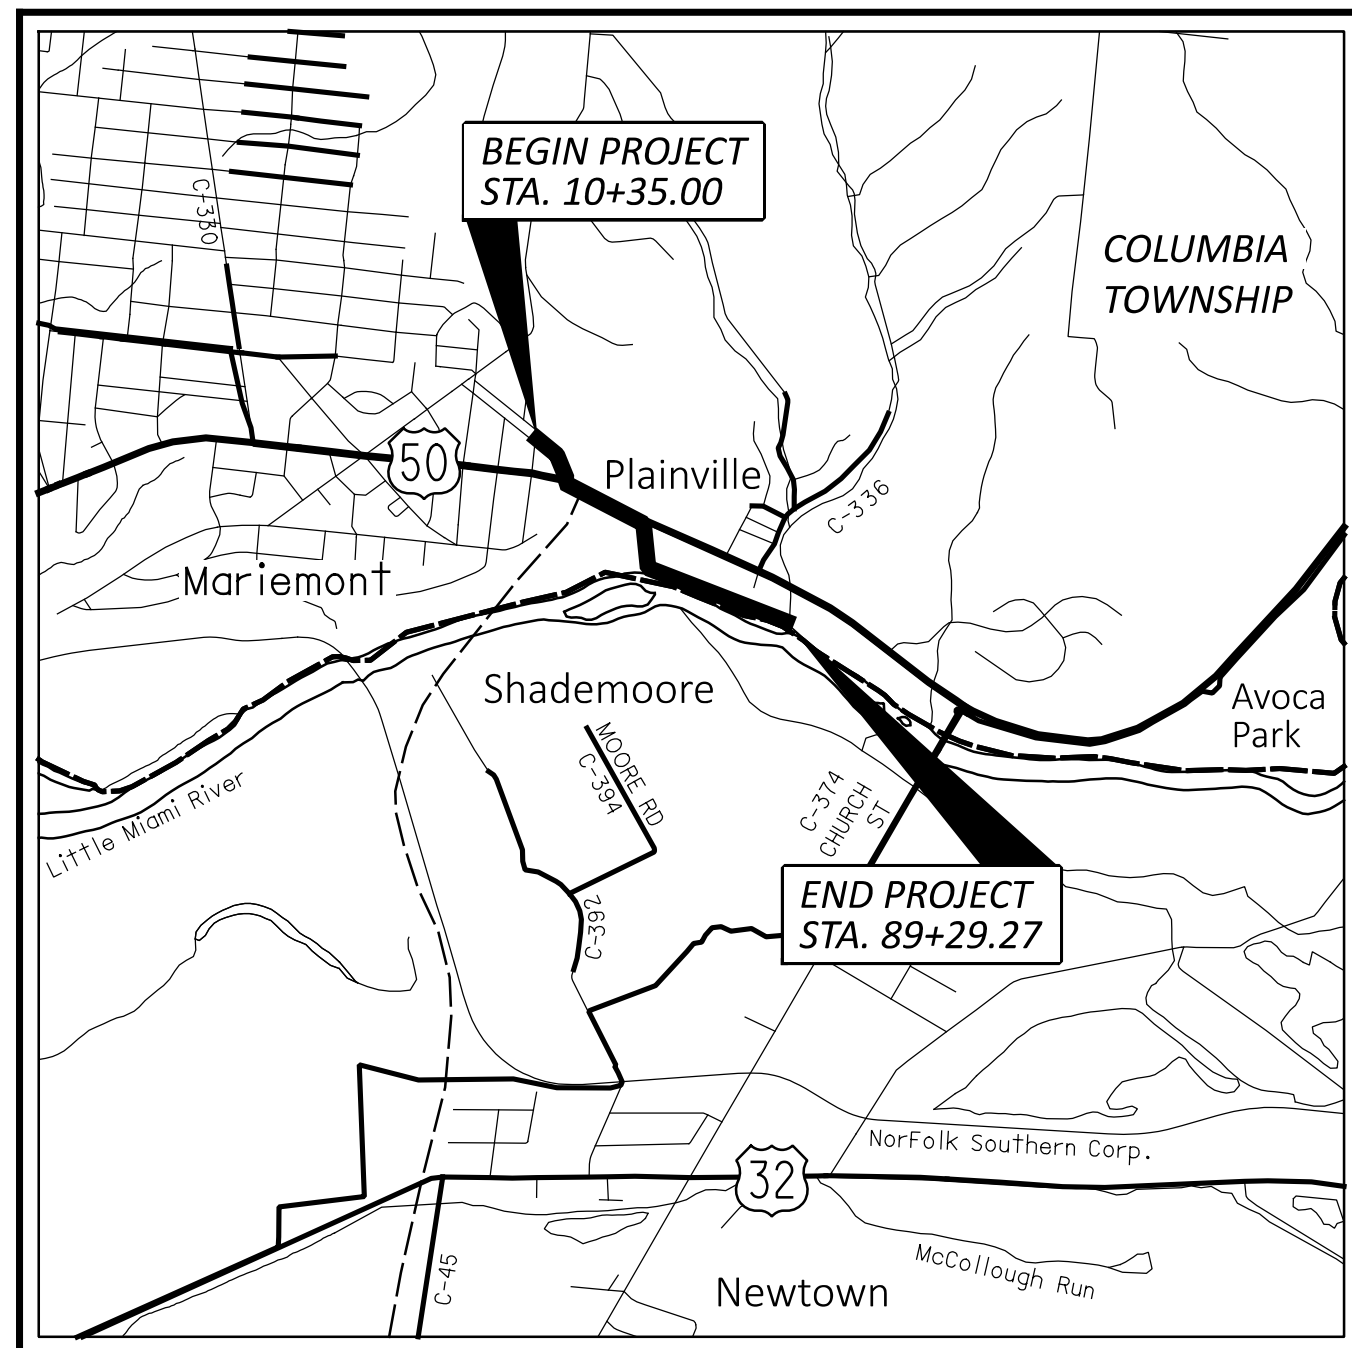 BEGIN PROJECT
STA. 10+35.00
C-330
COLUMBIA
TOWNSHIP
50
Plainville
C-336
Mariemont
Shademoore
Avoca
Park
MOORE RD
C-394
Little Miami River
C-374
CHURCH
ST
END PROJECT
STA. 89+29.27
C-392
NorFolk Southern Corp.
32
C-45
McCollough Run
Newtown